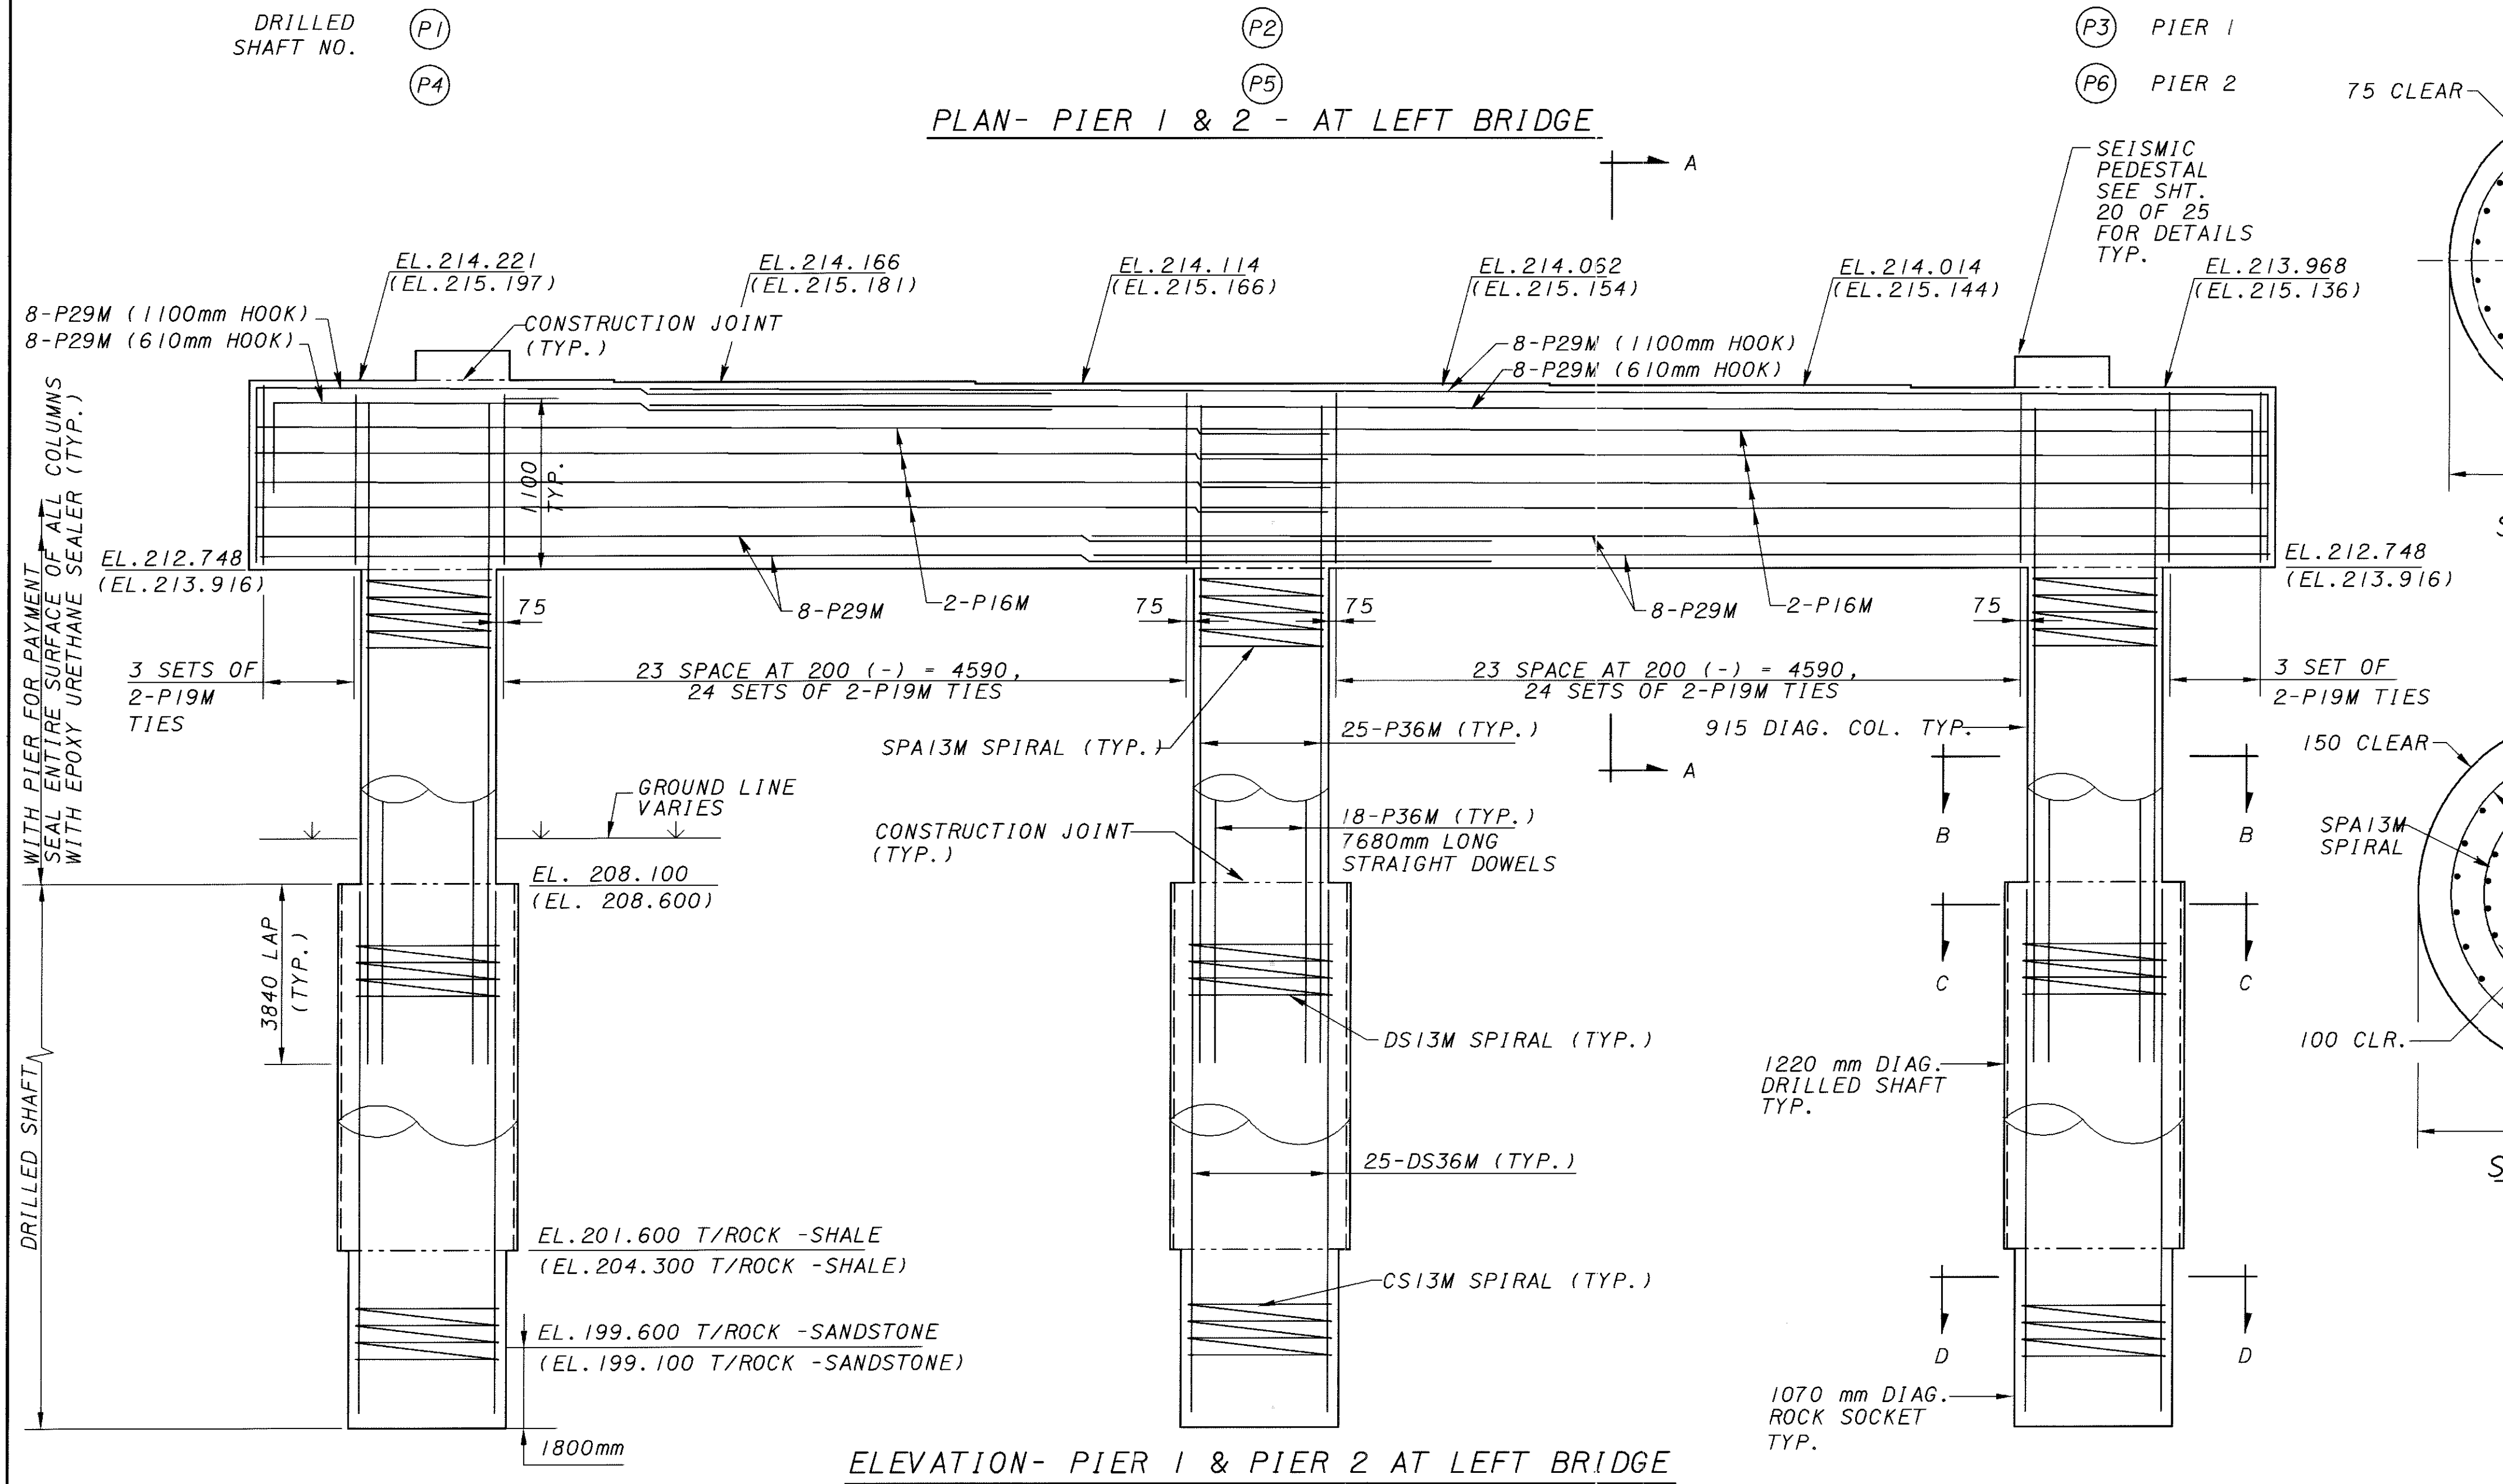 DRILLED
SHAFT NO.
P1
P2
P3 PIER 1
P4
P5
P6 PIER 2
PLAN- PIER 1 & 2 - AT LEFT BRIDGE
75 CLEAR
A
SEISMIC
PEDESTAL
SEE SHT.
20 OF 25
FOR DETAILS
TYP.
EL.214.221
(EL.215.197)
EL.214.166
(EL.215.181)
EL.214.114
(EL.215.166)
EL.214.062
(EL.215.154)
EL.214.014
(EL.215.144)
EL.213.968
(EL.215.136)
8-P29M (1100mm HOOK)
8-P29M (610mm HOOK)
CONSTRUCTION JOINT
(TYP.)
8-P29M (1100mm HOOK)
8-P29M (610mm HOOK)
WITH PIER FOR PAYMENT
SEAL ENTIRE SURFACE OF ALL COLUMNS
WITH EPOXY URETHANE SEALER (TYP.)
1100
TYP.
EL.212.748
(EL.213.916)
EL.212.748
(EL.213.916)
75
8-P29M
2-P16M
75
75
8-P29M
2-P16M
75
3 SETS OF
2-P19M
TIES
23 SPACE AT 200 (-) = 4590,
24 SETS OF 2-P19M TIES
23 SPACE AT 200 (-) = 4590,
24 SETS OF 2-P19M TIES
3 SET OF
2-P19M TIES
SPA13M SPIRAL (TYP.)
25-P36M (TYP.)
915 DIAG. COL. TYP.
150 CLEAR
A
GROUND LINE
VARIES
CONSTRUCTION JOINT
(TYP.)
18-P36M (TYP.)
7680mm LONG
STRAIGHT DOWELS
B
B
SPA13M
SPIRAL
EL. 208.100
(EL. 208.600)
3840 LAP
(TYP.)
C
C
DS13M SPIRAL (TYP.)
100 CLR.
1220 mm DIAG.
DRILLED SHAFT
TYP.
DRILLED SHAFT
25-DS36M (TYP.)
S
S
EL.201.600 T/ROCK -SHALE
(EL.204.300 T/ROCK -SHALE)
CS13M SPIRAL (TYP.)
EL.199.600 T/ROCK -SANDSTONE
(EL.199.100 T/ROCK -SANDSTONE)
D
D
1070 mm DIAG.
ROCK SOCKET
TYP.
1800mm
ELEVATION- PIER 1 & PIER 2 AT LEFT BRIDGE